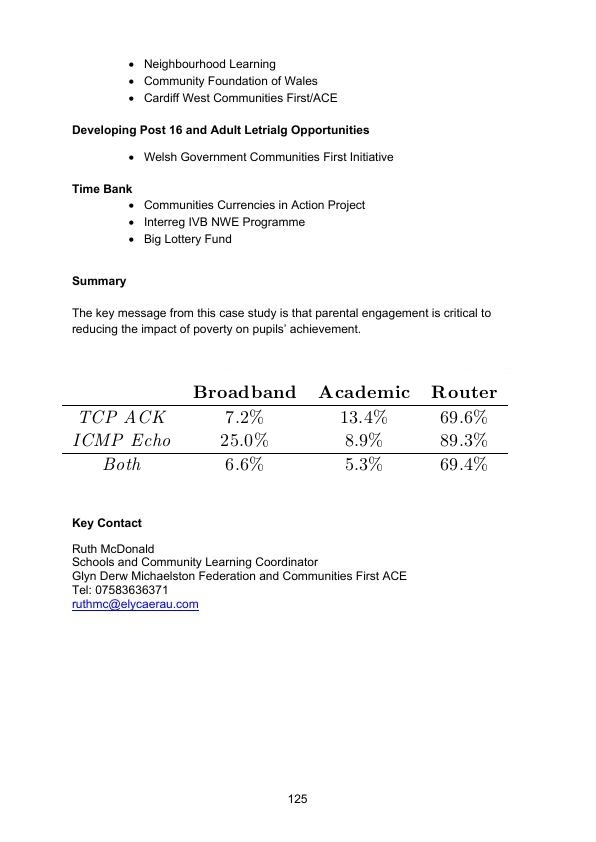 • Neighbourhood Learning
• Community Foundation of Wales
• Cardiff West Communities First/ACE
Developing Post 16 and Adult Letrialg Opportunities
• Welsh Government Communities First Initiative
Time Bank
• Communities Currencies in Action Project
• Interreg IVB NWE Programme
• Big Lottery Fund
Summary
The key message from this case study is that parental engagement is critical to
reducing the impact of poverty on pupils’ achievement.
Broadband Academic Router
TCP ACK 7.2% 13.4% 69.6%
ICMP Echo 25.0% 8.9% 89.3%
Both 6.6% 5.3% 69.4%
Key Contact
Ruth McDonald
Schools and Community Learning Coordinator
Glyn Derw Michaelston Federation and Communities First ACE
Tel: 07583636371
ruthmc@elycaerau.com
125